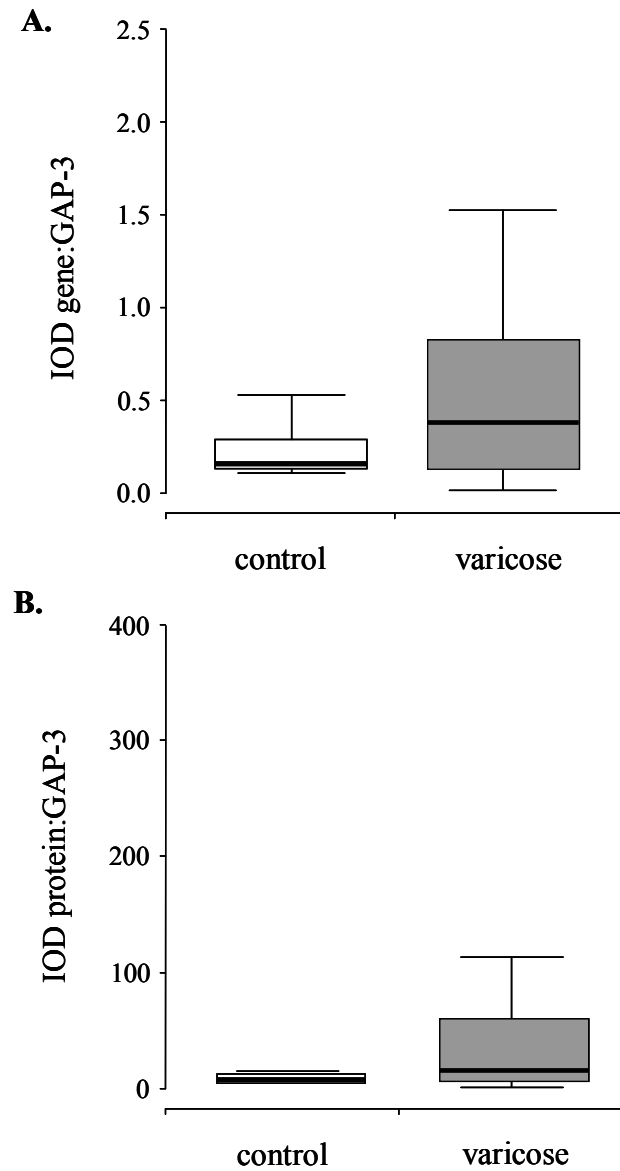 A.
2.5
2.0
1.5
1.0
0.5
0.0
IOD gene:GAP-3
control varicose
B.
400
300
200
100
0
IOD protein:GAP-3
control varicose